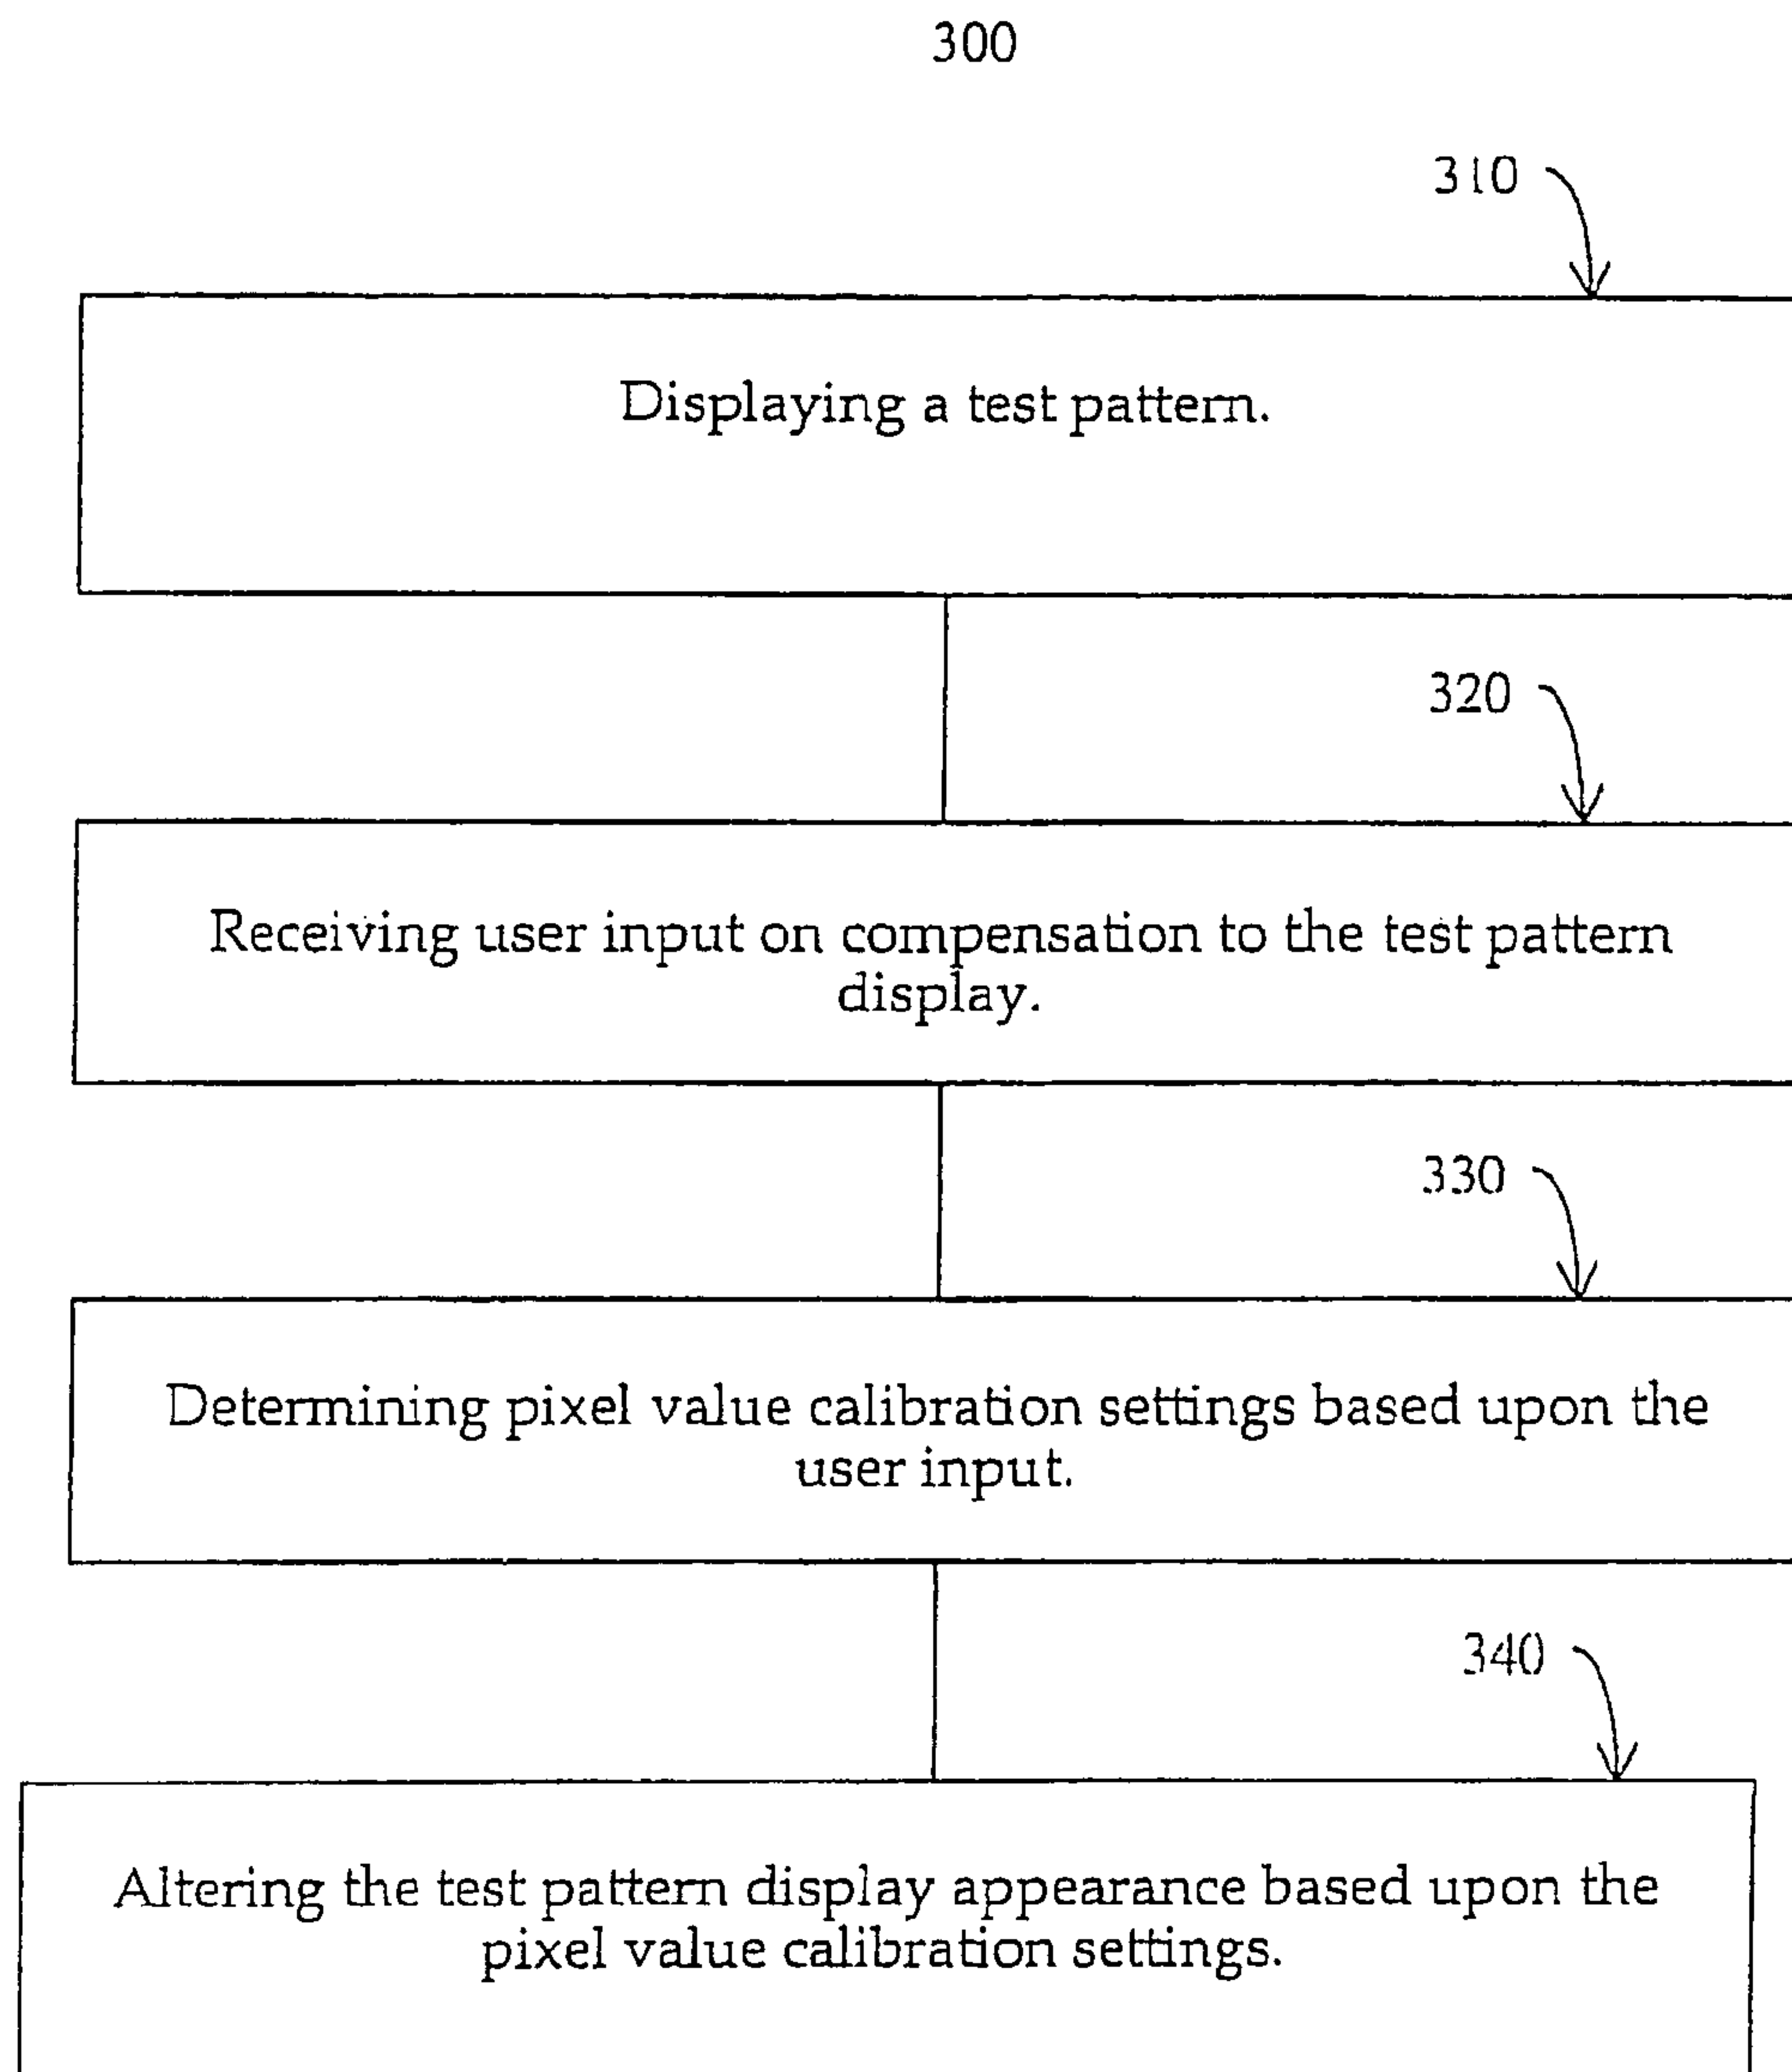 300
310
Displaying a test pattern.
320
Receiving user input on compensation to the test pattern
display.
330
Determining pixel value calibration settings based upon the
user input.
340
Altering the test pattern display appearance based upon the
pixel value calibration settings.